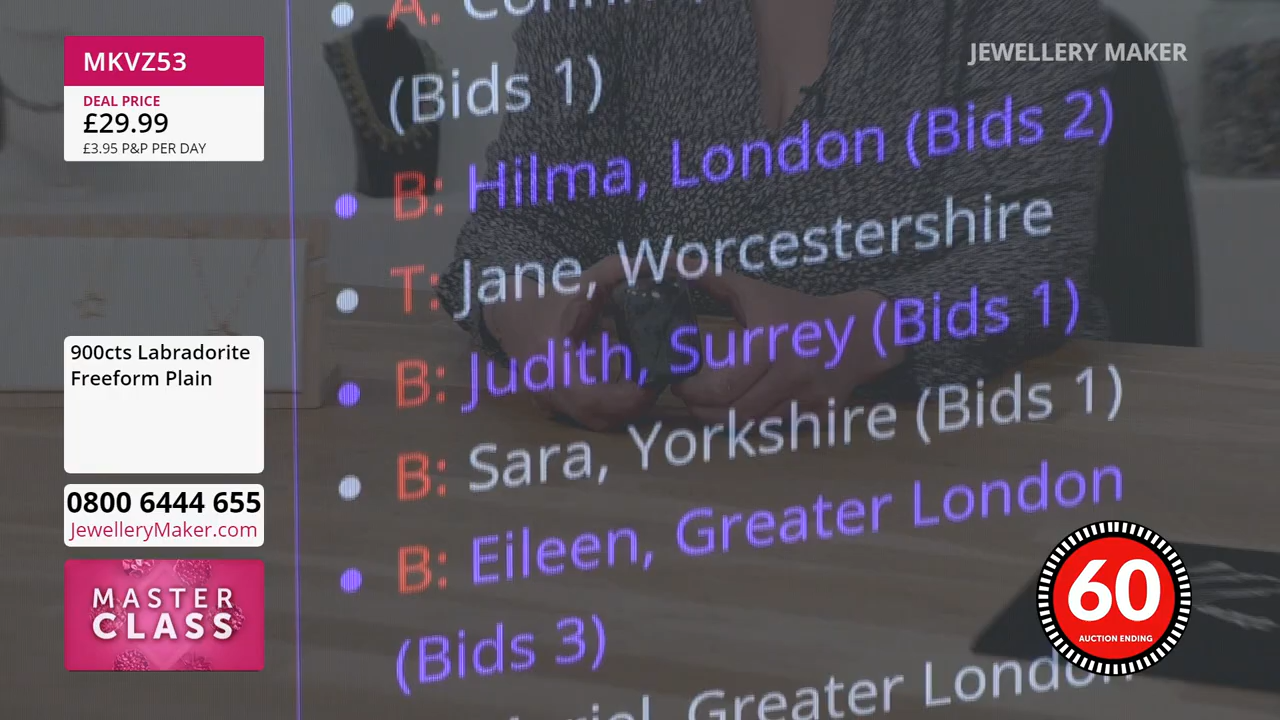 MKVZ53
DEAL PRICE
£29.99
£3.95 P&P PER DAY
JEWELLERY MAKER
A:
(Bids 1)
B: Hilma, London (Bids 2)
T: Jane, Worcestershire
B: Judith, Surrey (Bids 1)
B: Sara, Yorkshire (Bids 1)
B: Eileen, Greater London
(Bids 3)
Greater London
900cts Labradorite
Freeform Plain
0800 6444 655
JewelleryMaker.com
MASTER
CLASS
60
AUCTION ENDING